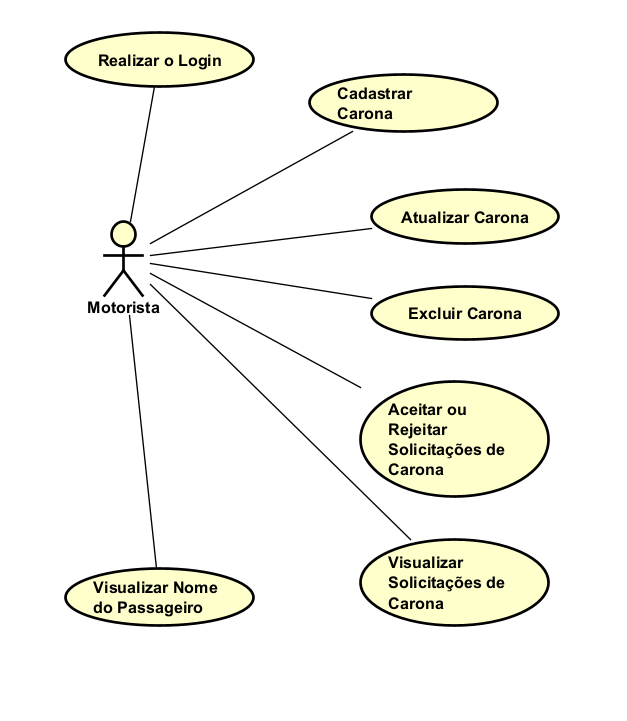 Realizar o Login
Cadastrar
Carona
Atualizar Carona
Motorista
Excluir Carona
Aceitar ou
Rejeitar
Solicitações de
Carona
Visualizar
Solicitações de
Carona
Visualizar Nome
do Passageiro